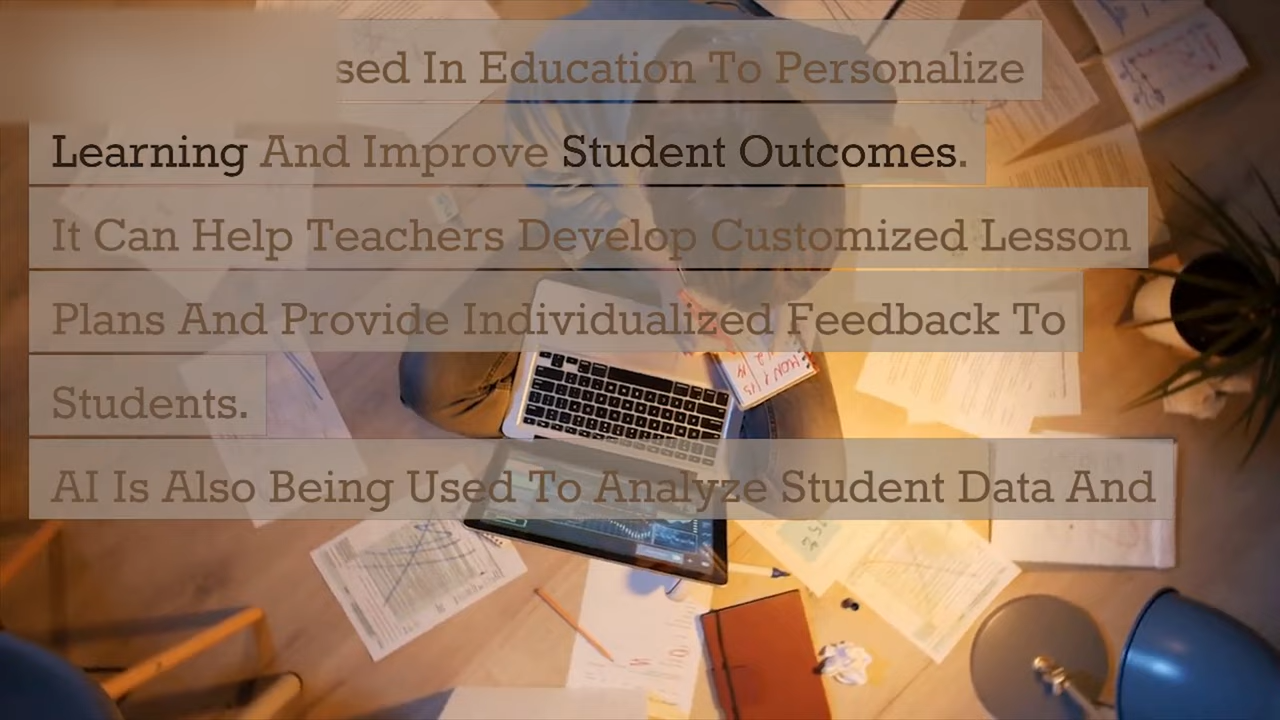 In Education To Personalize
Learning And Improve Student Outcomes.
It Can Help Teachers Develop Customized Lesson
Plans And Provide Individualized Feedback To
Students.
AI Is Also Being Used To Analyze Student Data And